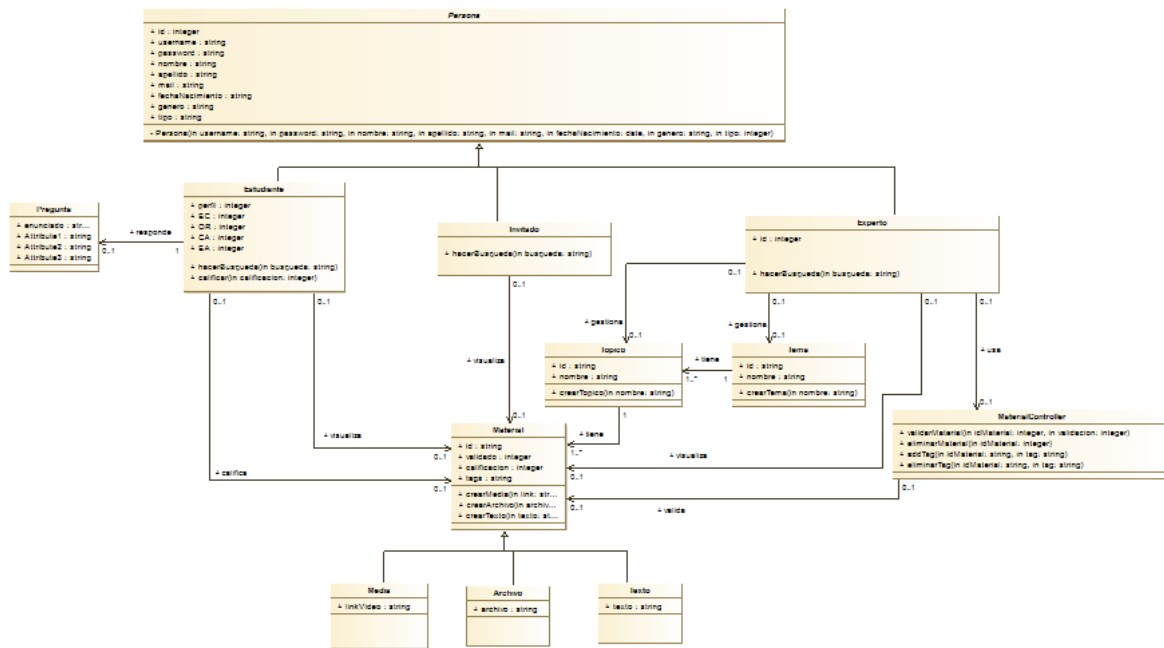 Persona
+ id : integer
+ username : string
+ password : string
+ nombre : string
+ apellido : string
+ mail : string
+ fechaNacimiento : string
+ genero : string
+ tipo : string
- Persona(in username: string, in password: string, in nombre: string, in apellido: string, in mail: string, in fechaNacimiento: date, in genero: string, in tipo: integer)
Estudiante
+ perfil : integer
+ EC : integer
+ OR : integer
+ CA : integer
+ EA : integer
+ hacerBusqueda(in busqueda: string)
+ calificar(in calificacion: integer)
Pregunta
+ enunciado : str...
+ Attribute1 : string
+ Attribute2 : string
+ Attribute3 : string
+ responde
0..1
1
Invitado
+ hacerBusqueda(in busqueda: string)
Experto
+ id : integer
+ hacerBusqueda(in busqueda: string)
0..1
0..1
0..1
0..1
0..1
0..1
0..1
+ gestiona
+ gestiona
+ usa
0..1
0..1
0..1
+ visualiza
Topico
+ id : string
+ nombre : string
+ crearTopico(in nombre: string)
+ tiene
1..*
1
Tema
+ id : string
+ nombre : string
+ crearTema(in nombre: string)
MaterialController
+ validarMaterial(in idMaterial: integer, in validacion: integer)
+ eliminarMaterial(in idMaterial: integer)
+ addTag(in idMaterial: string, in tag: string)
+ eliminarTag(in idMaterial: string, in tag: string)
0..1
1
+ tiene
1..*
0..1
Material
+ id : string
+ validado : integer
+ calificacion : integer
+ tags : string
+ crearMedia(in link: str...
+ crearArchivo(in archiv...
+ crearTexto(in texto: st...
+ visualiza
0..1
+ califica
0..1
+ visualiza
0..1
0..1
+ valida
0..1
Media
+ linkVideo : string
Archivo
+ archivo : string
Texto
+ texto : string